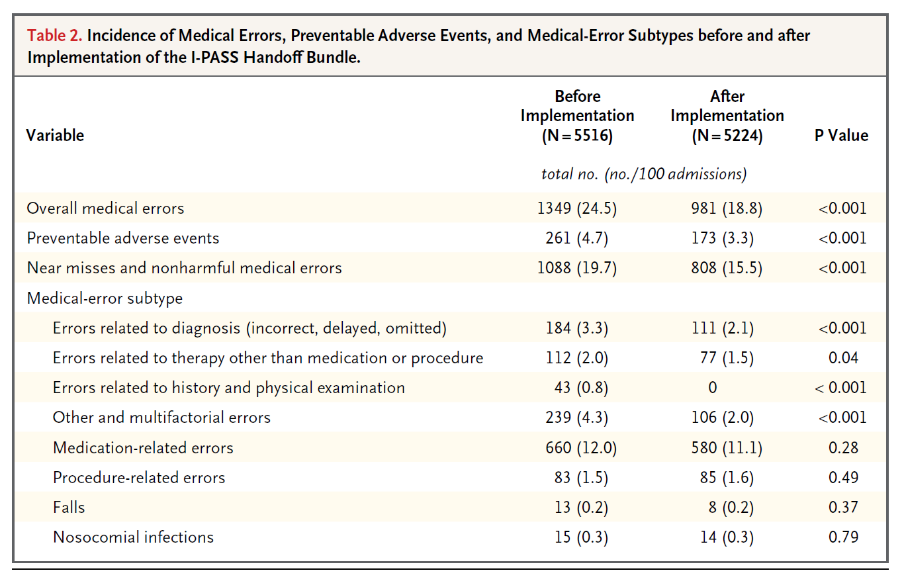 Table 2. Incidence of Medical Errors, Preventable Adverse Events, and Medical-Error Subtypes before and after
Implementation of the I-PASS Handoff Bundle.
Variable Before Implementation (N=5516) After Implementation (N=5224) P Value
total no. (no./100 admissions)
Overall medical errors 1349 (24.5) 981 (18.8) <0.001
Preventable adverse events 261 (4.7) 173 (3.3) <0.001
Near misses and nonharmful medical errors 1088 (19.7) 808 (15.5) <0.001
Medical-error subtype
Errors related to diagnosis (incorrect, delayed, omitted) 184 (3.3) 111 (2.1) <0.001
Errors related to therapy other than medication or procedure 112 (2.0) 77 (1.5) 0.04
Errors related to history and physical examination 43 (0.8) 0 < 0.001
Other and multifactorial errors 239 (4.3) 106 (2.0) <0.001
Medication-related errors 660 (12.0) 580 (11.1) 0.28
Procedure-related errors 83 (1.5) 85 (1.6) 0.49
Falls 13 (0.2) 8 (0.2) 0.37
Nosocomial infections 15 (0.3) 14 (0.3) 0.79